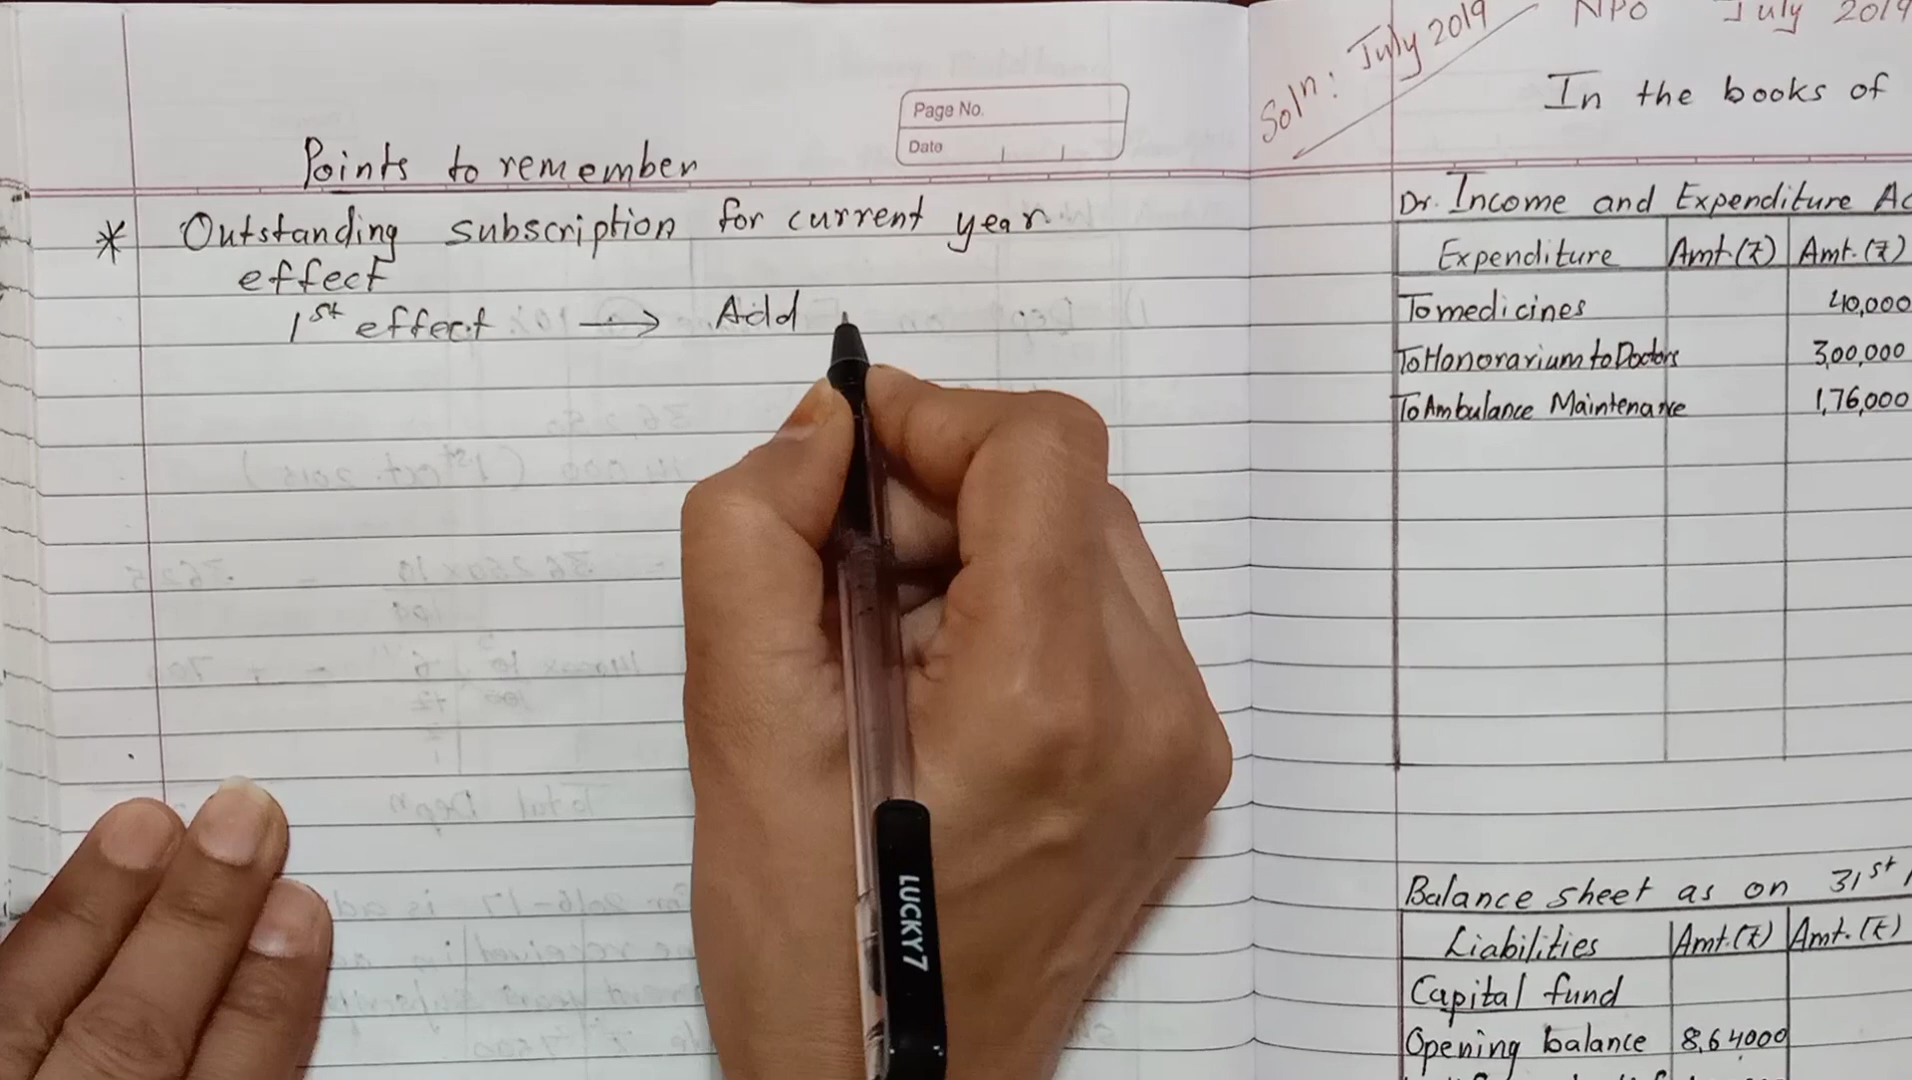 Page No.
Date
Points to remember
* Outstanding subscription for current year
effect
1st effect → Add
LUCKY7
Soln: July 2019
NPO July 2019
In the books of
Dr. Income and Expenditure Ac
Expenditure Amt.(₹) Amt.(₹)
To medicines 40,000
To Honorarium to Doctors 3,00,000
To Ambulance Maintenance 1,76,000
Balance sheet as on 31st
Liabilities Amt.(₹) Amt.(₹)
Capital fund
Opening balance 8,64000